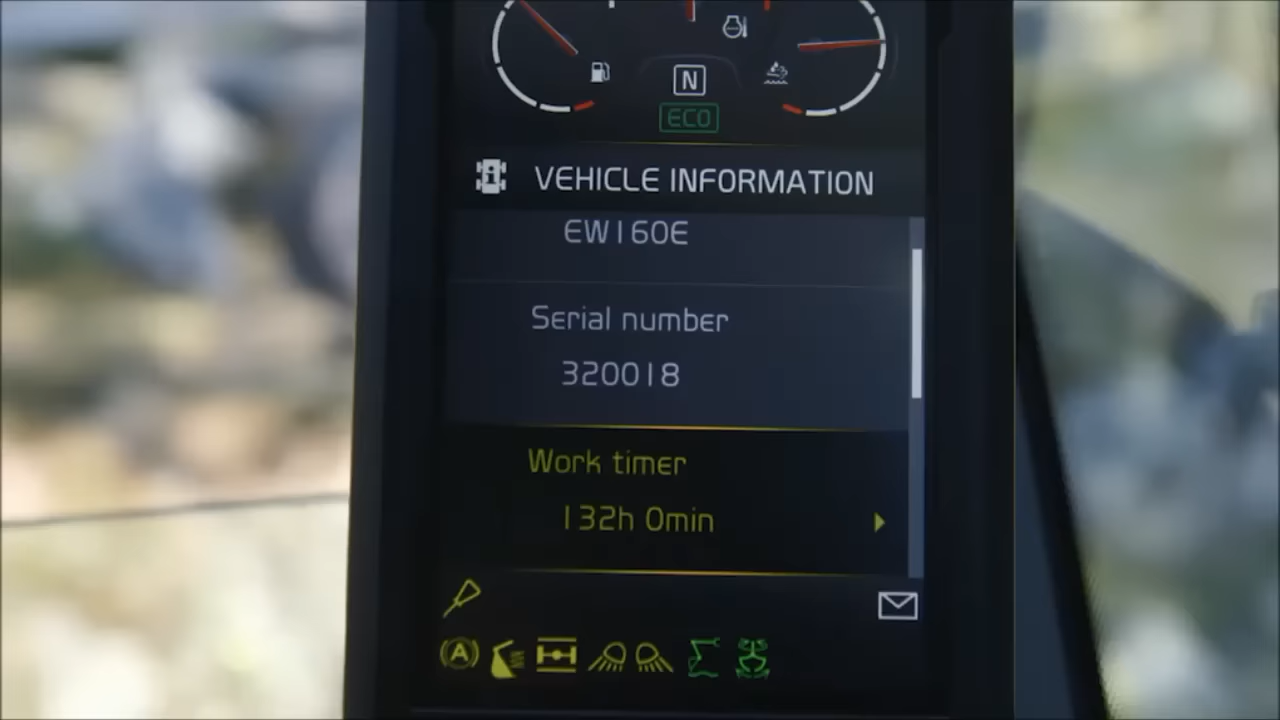 N
ECO
VEHICLE INFORMATION
EW160E
Serial number
320018
Work timer
132h 0min
A